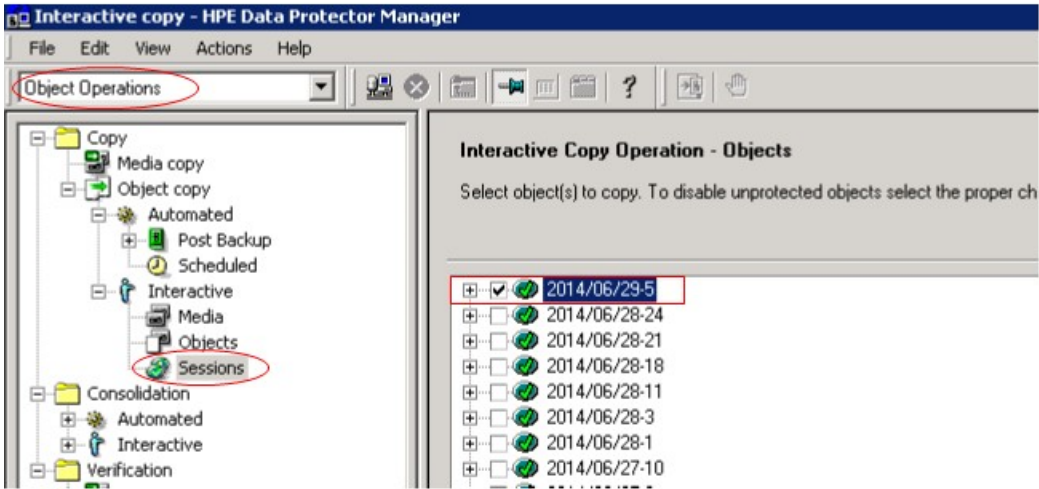 Interactive copy - HPE Data Protector Manager
File Edit View Actions Help
Object Operations
Copy
Media copy
Object copy
Automated
Post Backup
Scheduled
Interactive
Media
Objects
Sessions
Consolidation
Automated
Interactive
Verification
Interactive Copy Operation - Objects
Select object(s) to copy. To disable unprotected objects select the proper ch
2014/06/29-5
2014/06/28-24
2014/06/28-21
2014/06/28-18
2014/06/28-11
2014/06/28-3
2014/06/28-1
2014/06/27-10